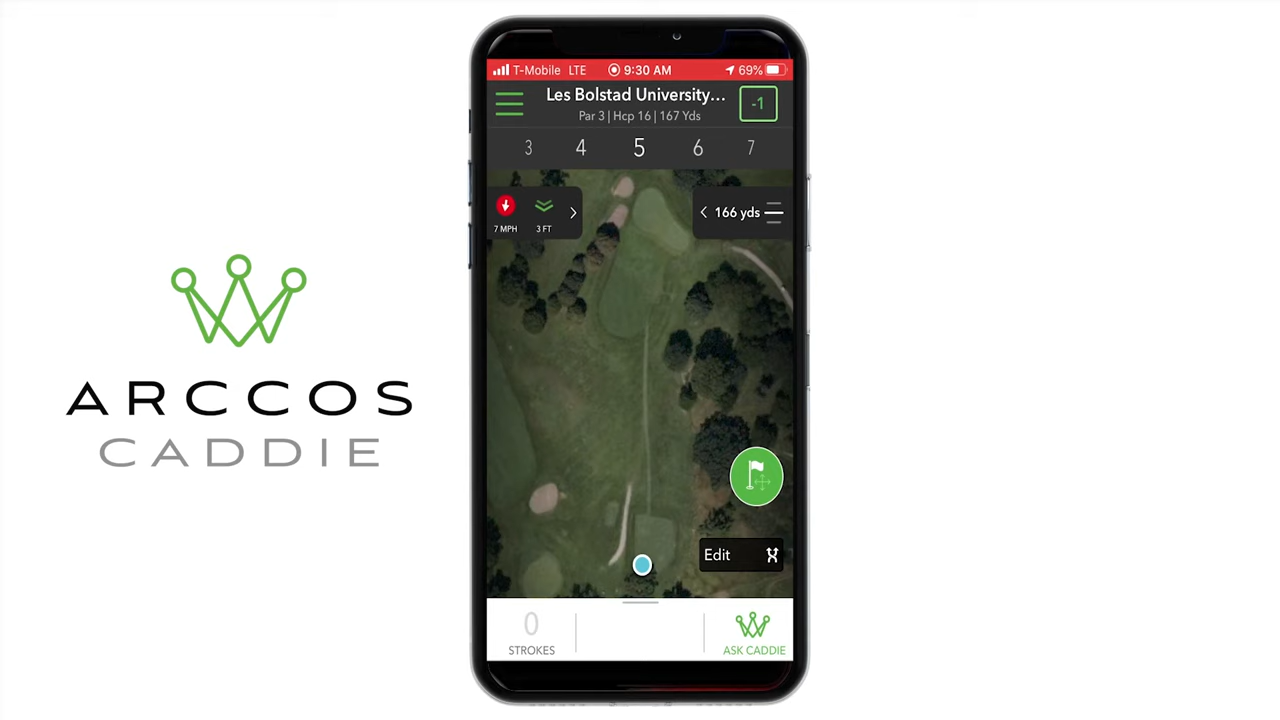 T-Mobile LTE 9:30 AM 69%
Les Bolstad University...
Par 3 | Hcp 16 | 167 Yds
-1
3 4 5 6 7
7 MPH
3 FT
166 yds
ARCCOS
CADDIE
Edit
0
STROKES
ASK CADDIE